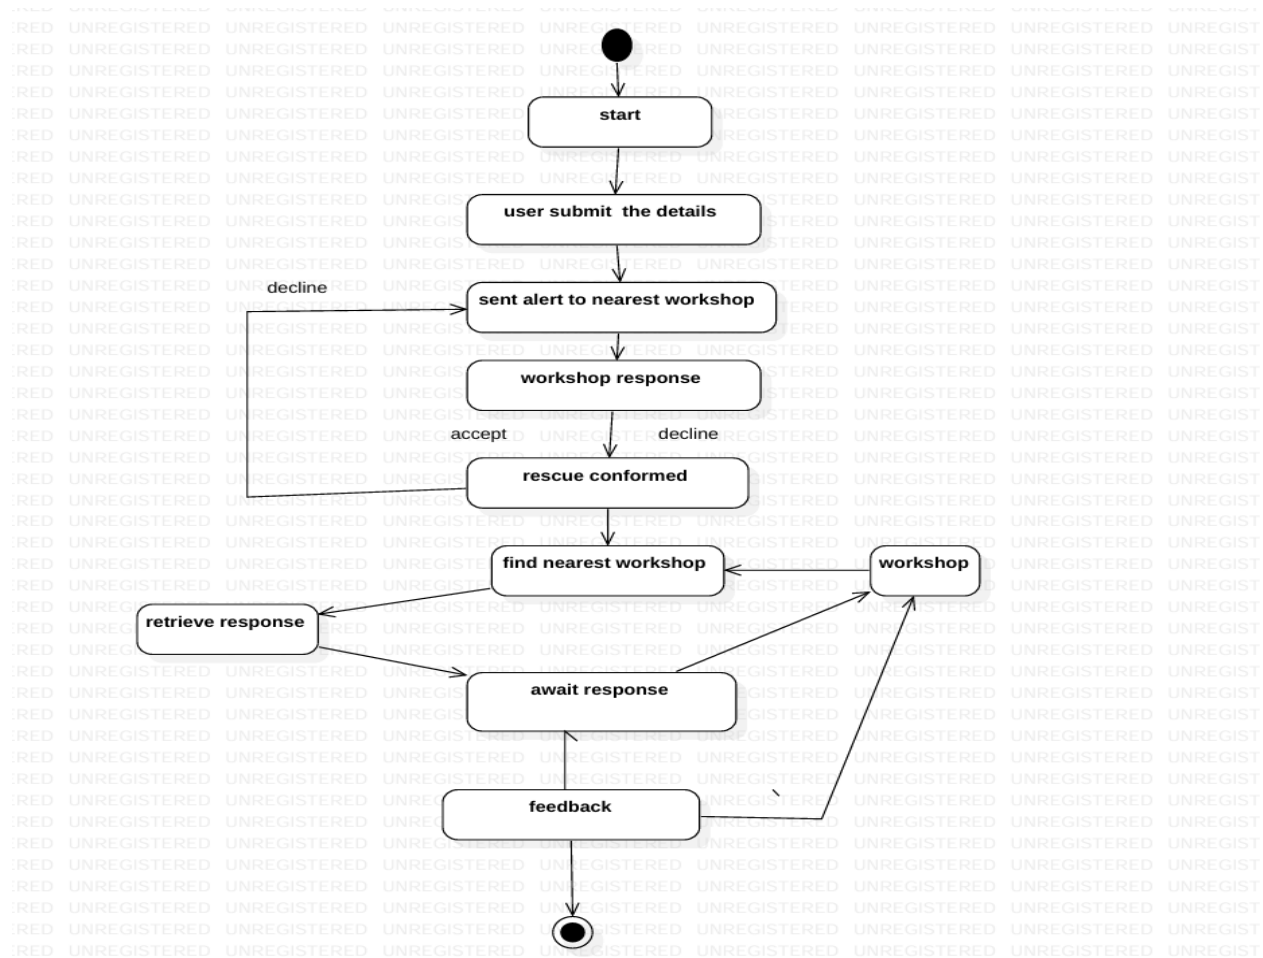 start
user submit the details
decline
sent alert to nearest workshop
workshop response
accept
decline
rescue conformed
find nearest workshop
workshop
retrieve response
await response
feedback
UNREGISTERED